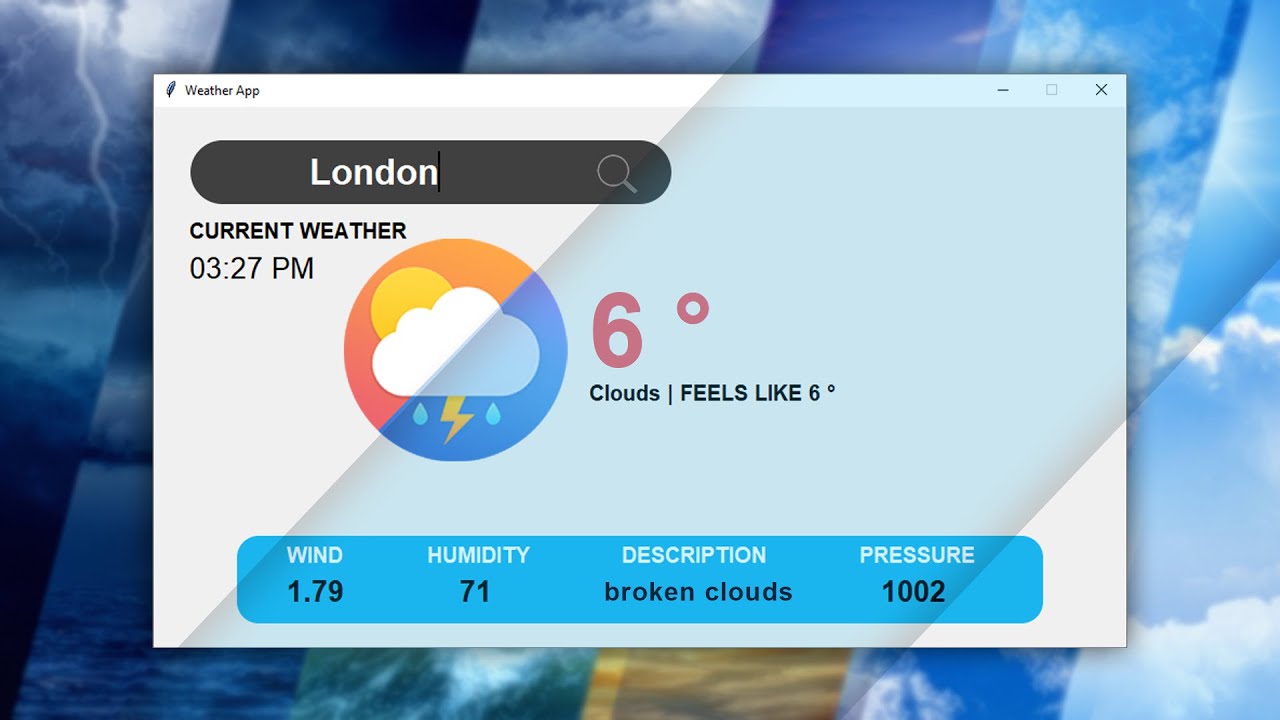 Weather App
London
CURRENT WEATHER
03:27 PM
6 °
Clouds | FEELS LIKE 6 °
WIND HUMIDITY DESCRIPTION PRESSURE
1.79 71 broken clouds 1002